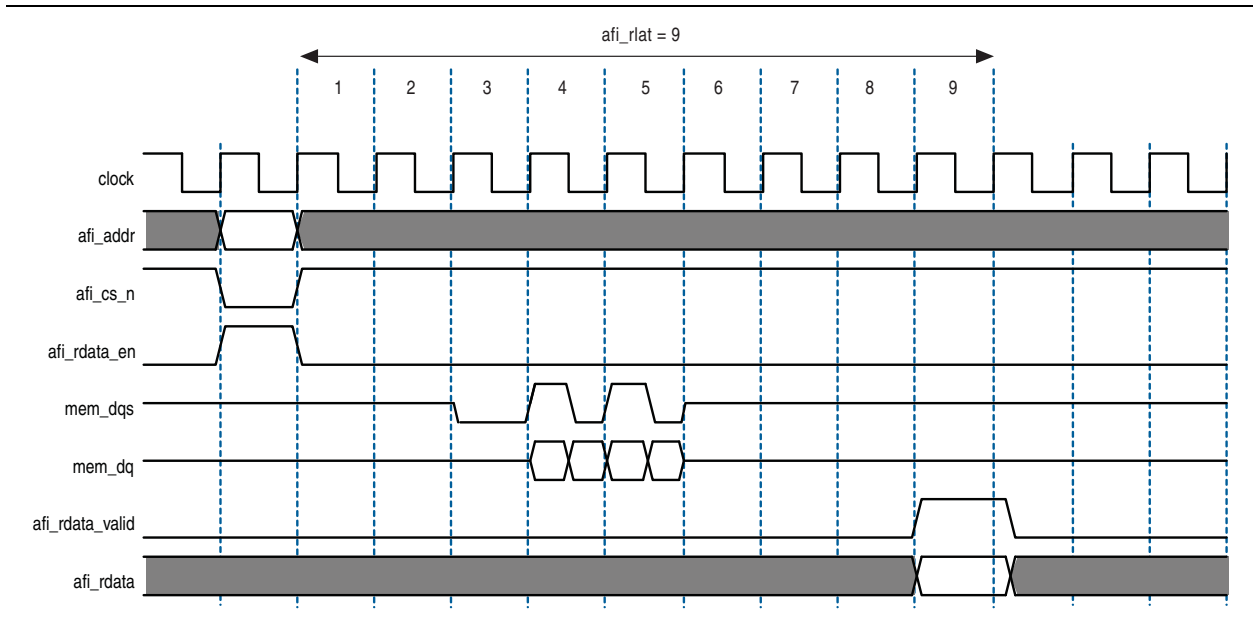 afi_rlat = 9
1 2 3 4 5 6 7 8 9
clock
afi_addr
afi_cs_n
afi_rdata_en
mem_dqs
mem_dq
afi_rdata_valid
afi_rdata